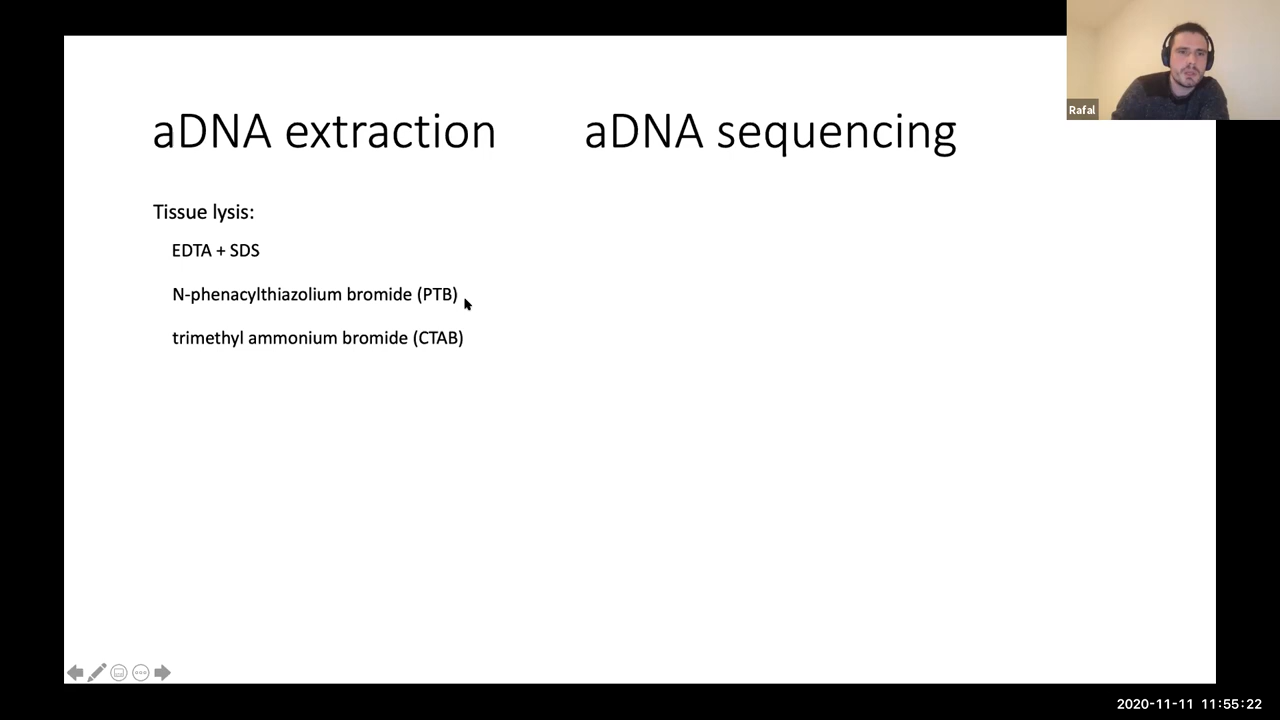 Rafal
aDNA extraction
aDNA sequencing
Tissue lysis:
EDTA + SDS
N-phenacylthiazolium bromide (PTB)
trimethyl ammonium bromide (CTAB)
2020-11-11 11:55:22